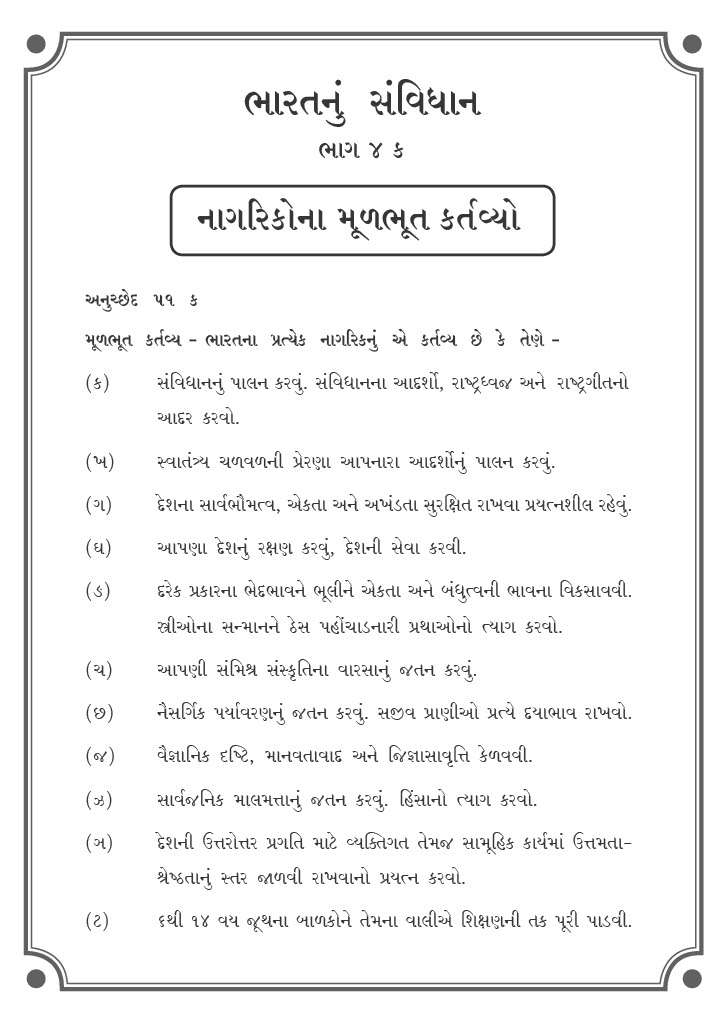 ભારતનું સંવિધાન
ભાગ ૪ ક
નાગરિકોના મૂળભૂત કર્તવ્યો
અનુચ્છેદ ૫૧ ક
મૂળભૂત કર્તવ્ય - ભારતના પ્રત્યેક નાગરિકનું એ કર્તવ્ય છે કે તેણે -
(ક) સંવિધાનનું પાલન કરવું. સંવિધાનના આદર્શો, રાષ્ટ્રધ્વજ અને રાષ્ટ્રગીતનો
આદર કરવો.
(ખ) સ્વાતંત્ર્ય ચળવળની પ્રેરણા આપનારા આદર્શોનું પાલન કરવું.
(ગ) દેશના સાર્વભૌમત્વ, એકતા અને અખંડતા સુરક્ષિત રાખવા પ્રયત્નશીલ રહેવું.
(ઘ) આપણા દેશનું રક્ષણ કરવું, દેશની સેવા કરવી.
(ઙ) દરેક પ્રકારના ભેદભાવને ભૂલીને એકતા અને બંધુત્વની ભાવના વિકસાવવી.
સ્ત્રીઓના સન્માનને ઠેસ પહોંચાડનારી પ્રથાઓનો ત્યાગ કરવો.
(ચ) આપણી સંમિશ્ર સંસ્કૃતિના વારસાનું જતન કરવું.
(છ) નૈસર્ગિક પર્યાવરણનું જતન કરવું. સજીવ પ્રાણીઓ પ્રત્યે દયાભાવ રાખવો.
(જ) વૈજ્ઞાનિક દૃષ્ટિ, માનવતાવાદ અને જિજ્ઞાસાવૃત્તિ કેળવવી.
(ઝ) સાર્વજનિક માલમત્તાનું જતન કરવું. હિંસાનો ત્યાગ કરવો.
(ઞ) દેશની ઉત્તરોત્તર પ્રગતિ માટે વ્યક્તિગત તેમજ સામૂહિક કાર્યમાં ઉત્તમતા-
શ્રેષ્ઠતાનું સ્તર જાળવી રાખવાનો પ્રયત્ન કરવો.
(ટ) ૬થી ૧૪ વય જૂથના બાળકોને તેમના વાલીએ શિક્ષણની તક પૂરી પાડવી.